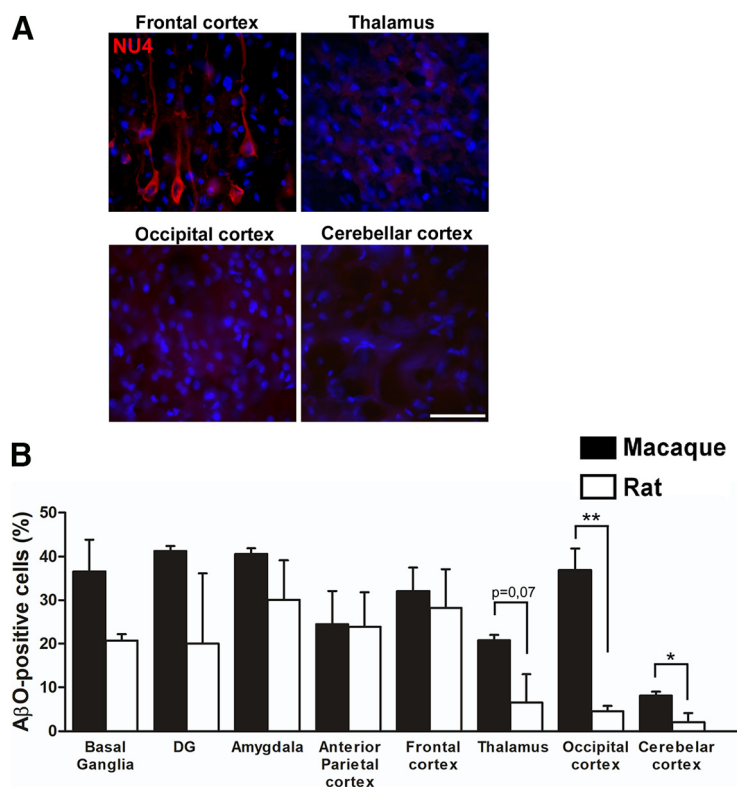 A
Frontal cortex
Thalamus
NU4
Occipital cortex
Cerebellar cortex
B
Macaque
Rat
AβO-positive cells (%)
50
40
30
20
10
0
p=0,07
**
*
Basal
Ganglia
DG
Amygdala
Anterior
Parietal
cortex
Frontal
cortex
Thalamus
Occipital
cortex
Cerebelar
cortex